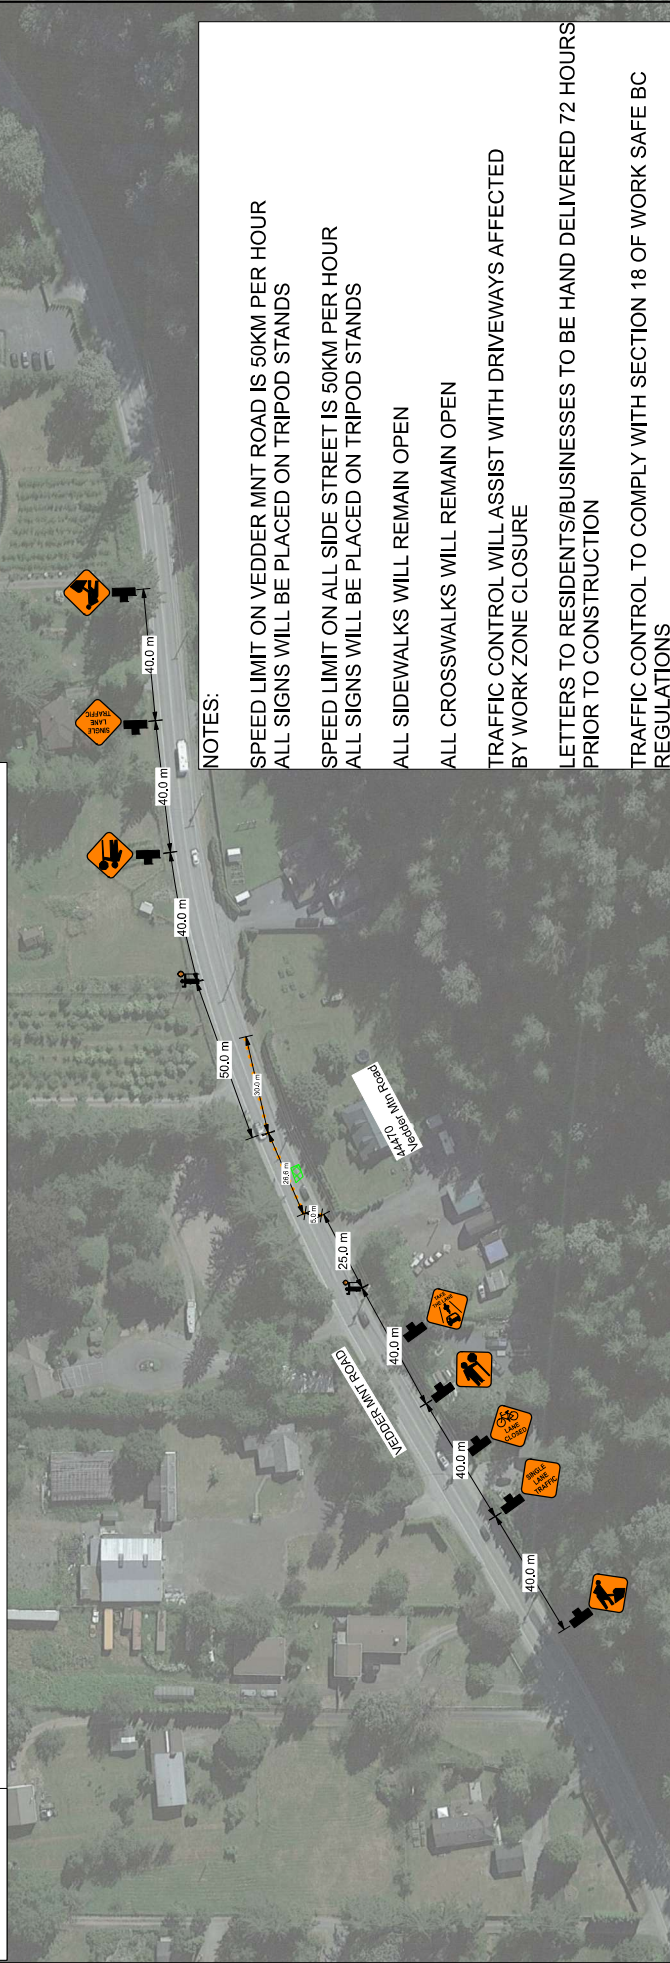 NOTES:
SPEED LIMIT ON VEDDER MNT ROAD IS 50KM PER HOUR
ALL SIGNS WILL BE PLACED ON TRIPOD STANDS
SPEED LIMIT ON ALL SIDE STREET IS 50KM PER HOUR
ALL SIGNS WILL BE PLACED ON TRIPOD STANDS
ALL SIDEWALKS WILL REMAIN OPEN
ALL CROSSWALKS WILL REMAIN OPEN
TRAFFIC CONTROL WILL ASSIST WITH DRIVEWAYS AFFECTED
BY WORK ZONE CLOSURE
LETTERS TO RESIDENTS/BUSINESSES TO BE HAND DELIVERED 72 HOURS
PRIOR TO CONSTRUCTION
TRAFFIC CONTROL TO COMPLY WITH SECTION 18 OF WORK SAFE BC
REGULATIONS
40.0 m
SINGLE
LANE
TRAFFIC
40.0 m
40.0 m
50.0 m
30.0 m
26.8 m
5.0 m
25.0 m
44470
Vedder Mtn Road
VEDDER MNT ROAD
TAKE
THE LANE
40.0 m
LANE
CLOSED
40.0 m
SINGLE
LANE
TRAFFIC
40.0 m